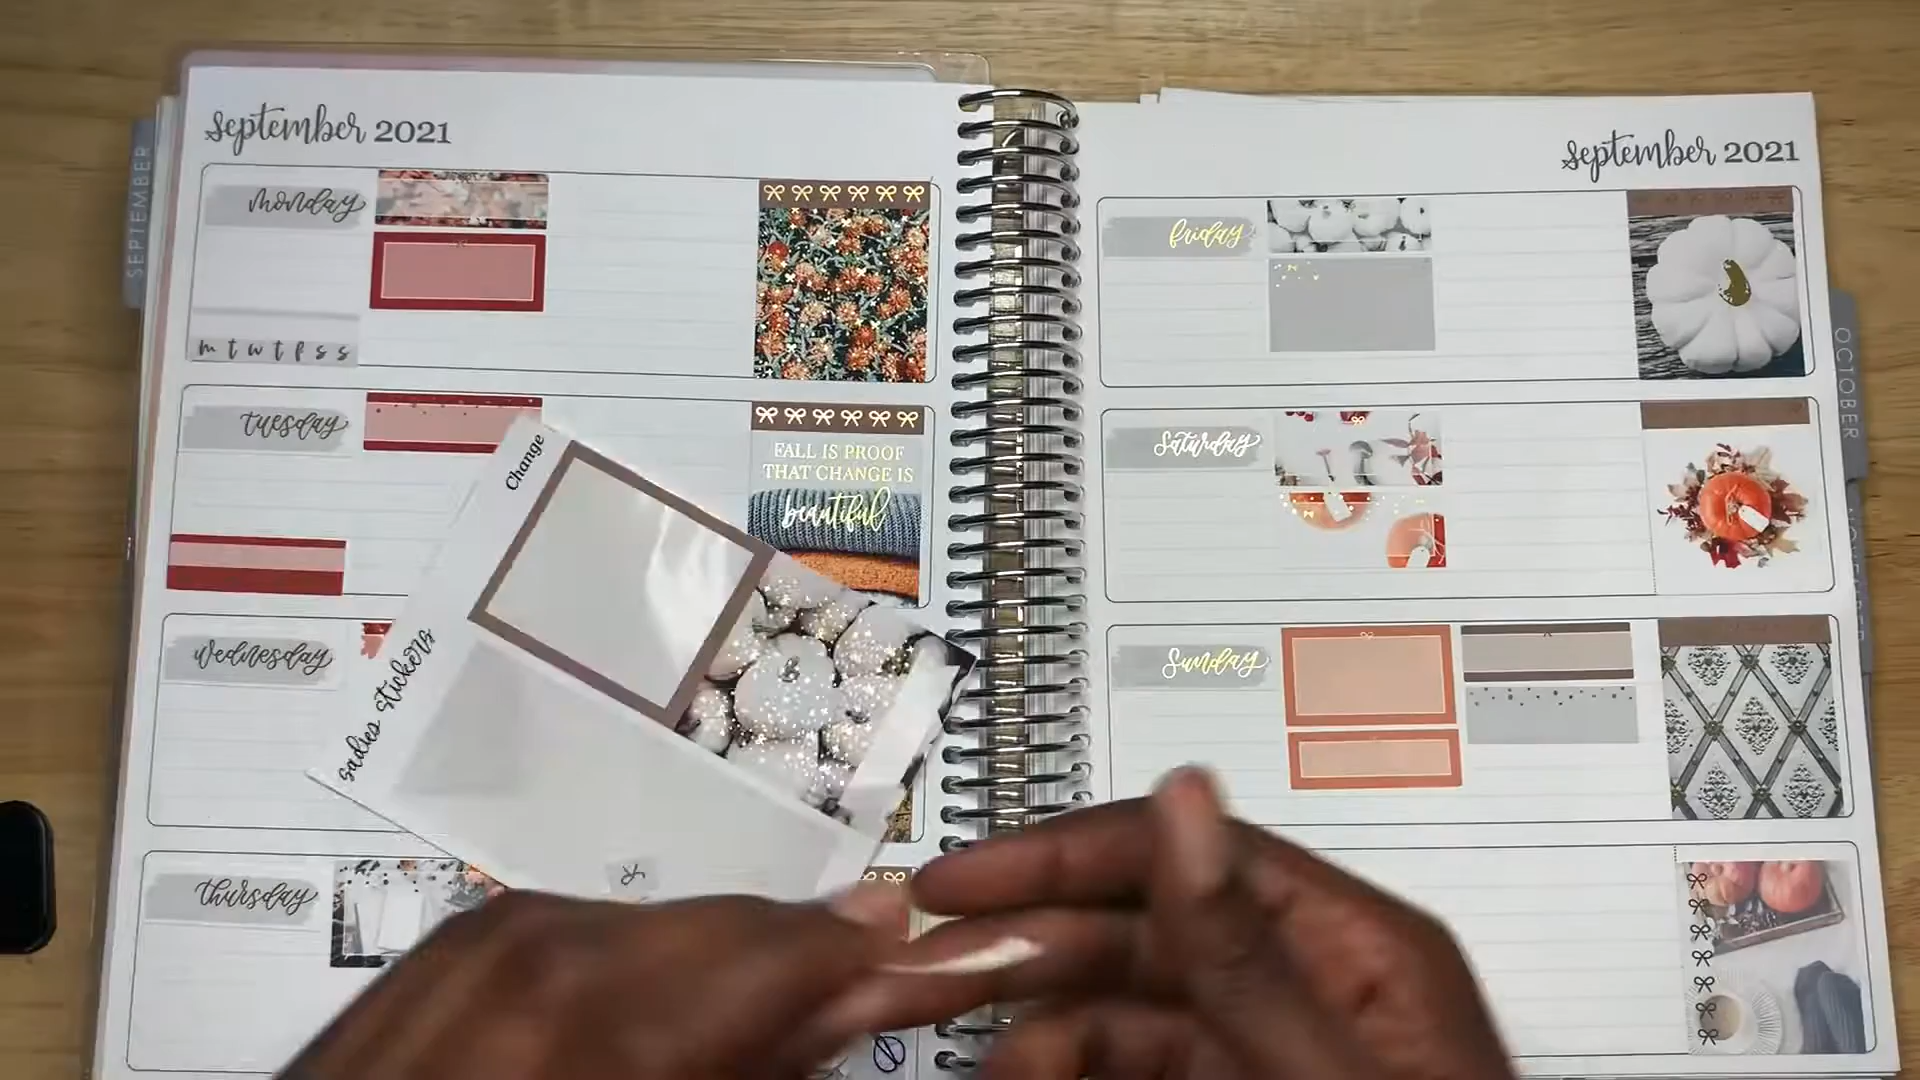 september 2021
SEPTEMBER
monday
m t w t f s s
tuesday
FALL IS PROOF
THAT CHANGE IS
beautiful
Change
sadies stickers
wednesday
thursday
september 2021
friday
OCTOBER
saturday
sunday